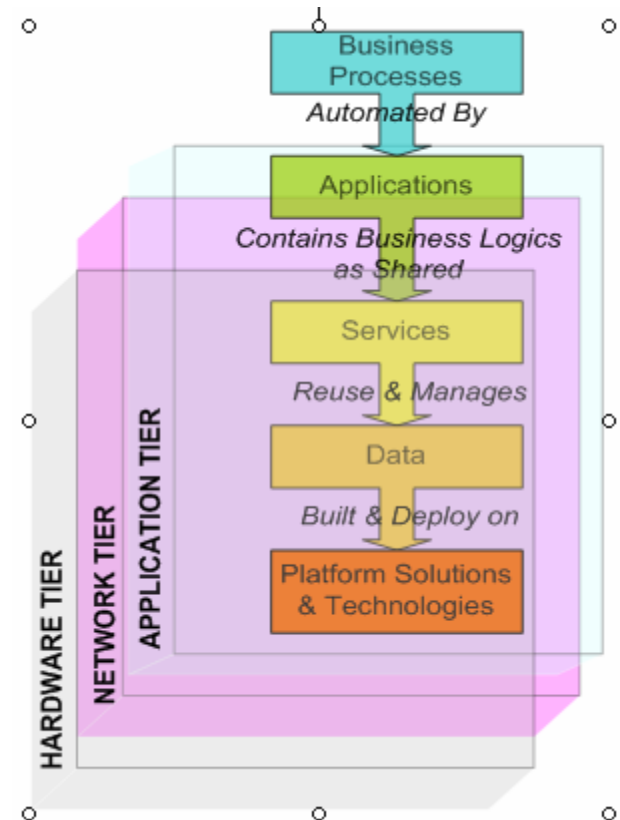 Business
Processes
Automated By
Applications
Contains Business Logics
as Shared
Services
Reuse & Manages
Data
Built & Deploy on
Platform Solutions
& Technologies
APPLICATION TIER
NETWORK TIER
HARDWARE TIER